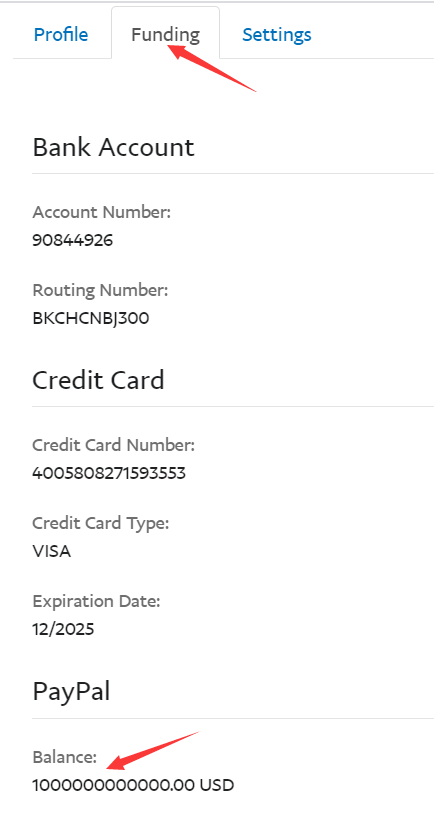 Profile Funding Settings
Bank Account
Account Number:
90844926
Routing Number:
BKCHCNBJ300
Credit Card
Credit Card Number:
4005808271593553
Credit Card Type:
VISA
Expiration Date:
12/2025
PayPal
Balance:
1000000000000.00 USD